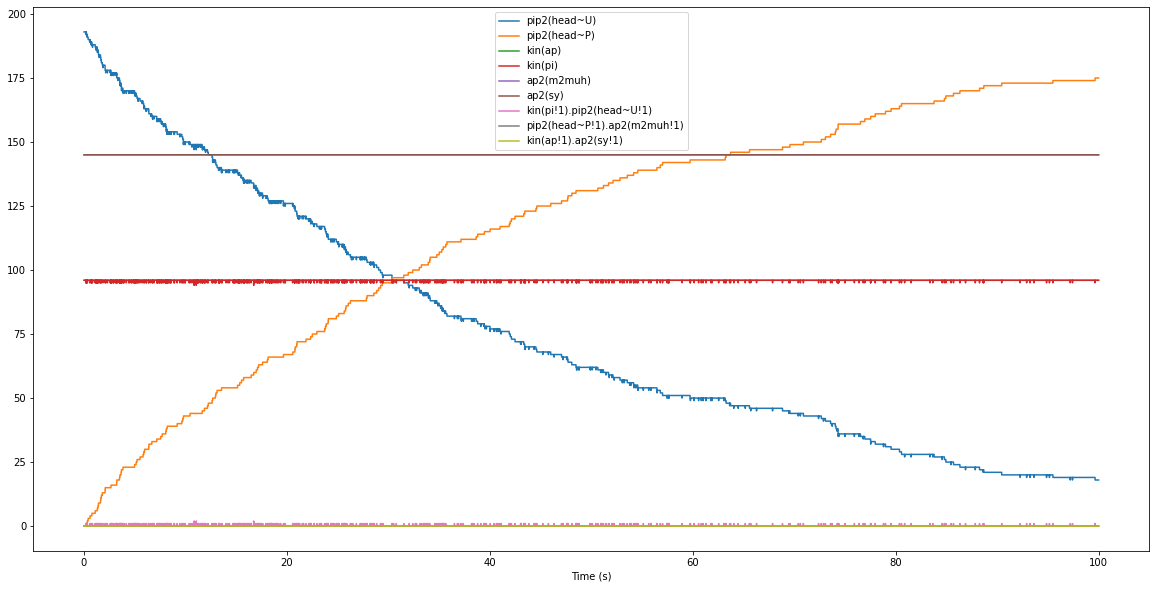 200
175
150
125
100
75
50
25
0
0 20 40 60 80 100
Time (s)
pip2(head~U)
pip2(head~P)
kin(ap)
kin(pi)
ap2(m2muh)
ap2(sy)
kin(pi!1).pip2(head~U!1)
pip2(head~P!1).ap2(m2muh!1)
kin(ap!1).ap2(sy!1)